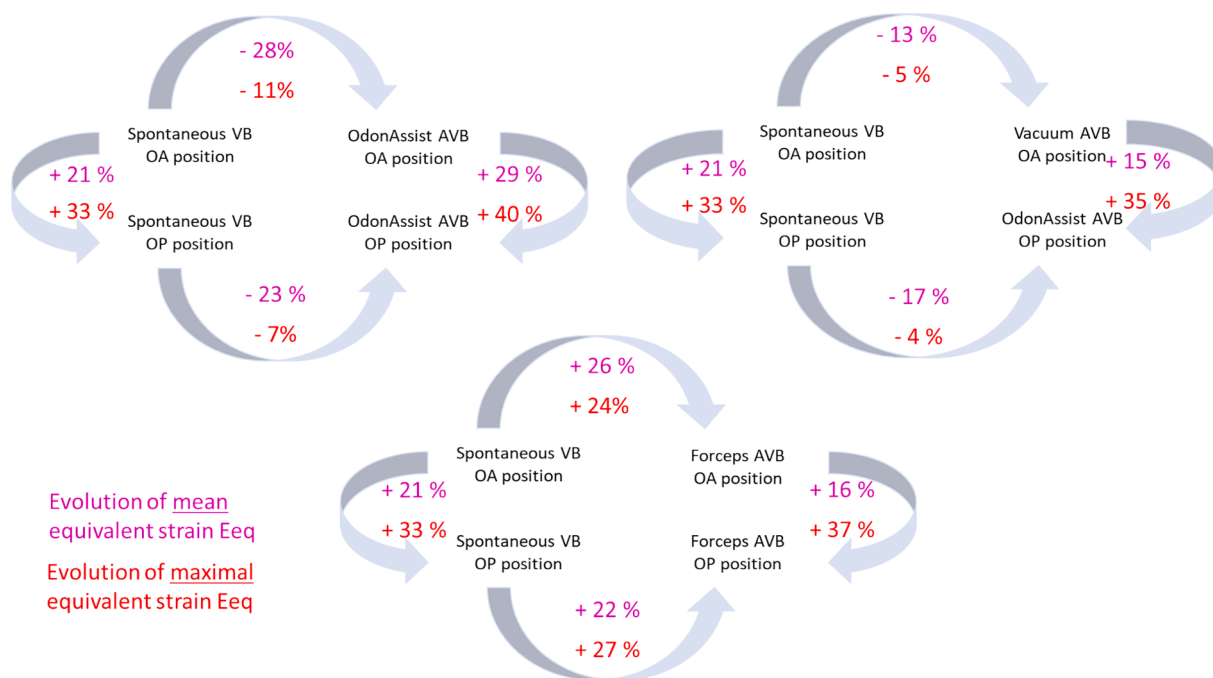 - 28%
- 11%
Spontaneous VB
OA position
OdonAssist AVB
OA position
+ 21 %
+ 33 %
+ 29 %
+ 40 %
Spontaneous VB
OP position
OdonAssist AVB
OP position
- 23 %
- 7%
- 13 %
- 5 %
Spontaneous VB
OA position
Vacuum AVB
OA position
+ 21 %
+ 33 %
+ 15 %
+ 35 %
Spontaneous VB
OP position
OdonAssist AVB
OP position
- 17 %
- 4 %
+ 26 %
+ 24%
Spontaneous VB
OA position
Forceps AVB
OA position
+ 21 %
+ 33 %
+ 16 %
+ 37 %
Spontaneous VB
OP position
Forceps AVB
OP position
+ 22 %
+ 27 %
Evolution of mean
equivalent strain Eeq
Evolution of maximal
equivalent strain Eeq